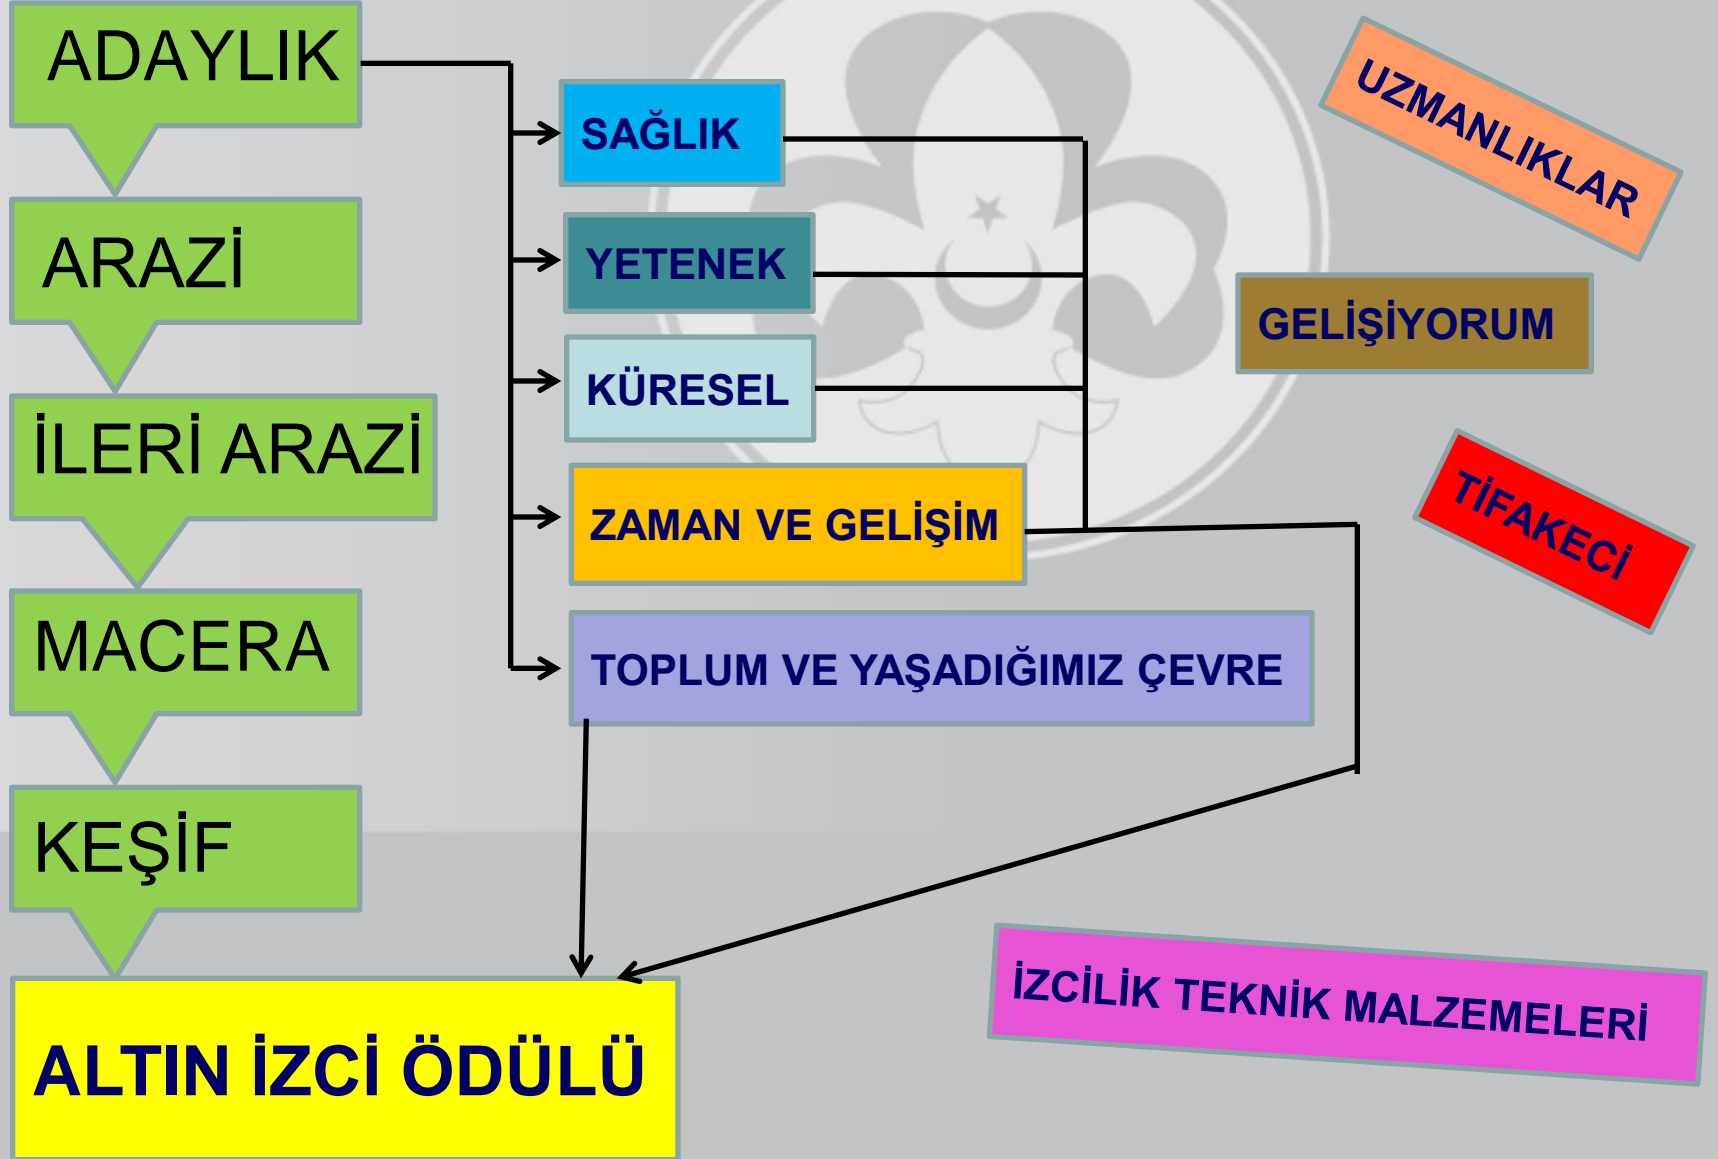 ADAYLIK
ARAZİ
İLERİ ARAZİ
MACERA
KEŞİF
ALTIN İZCİ ÖDÜLÜ
SAĞLIK
YETENEK
KÜRESEL
ZAMAN VE GELİŞİM
TOPLUM VE YAŞADIĞIMIZ ÇEVRE
UZMANLIKLAR
GELİŞİYORUM
TİFAKECİ
İZCİLİK TEKNİK MALZEMELERİ